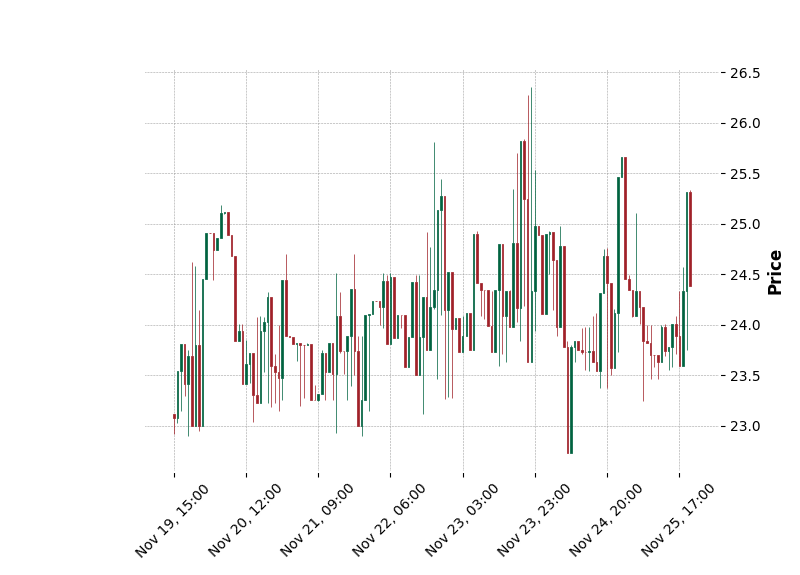 26.5
26.0
25.5
25.0
24.5
24.0
23.5
23.0
Price
Nov 19, 15:00
Nov 20, 12:00
Nov 21, 09:00
Nov 22, 06:00
Nov 23, 03:00
Nov 23, 23:00
Nov 24, 20:00
Nov 25, 17:00